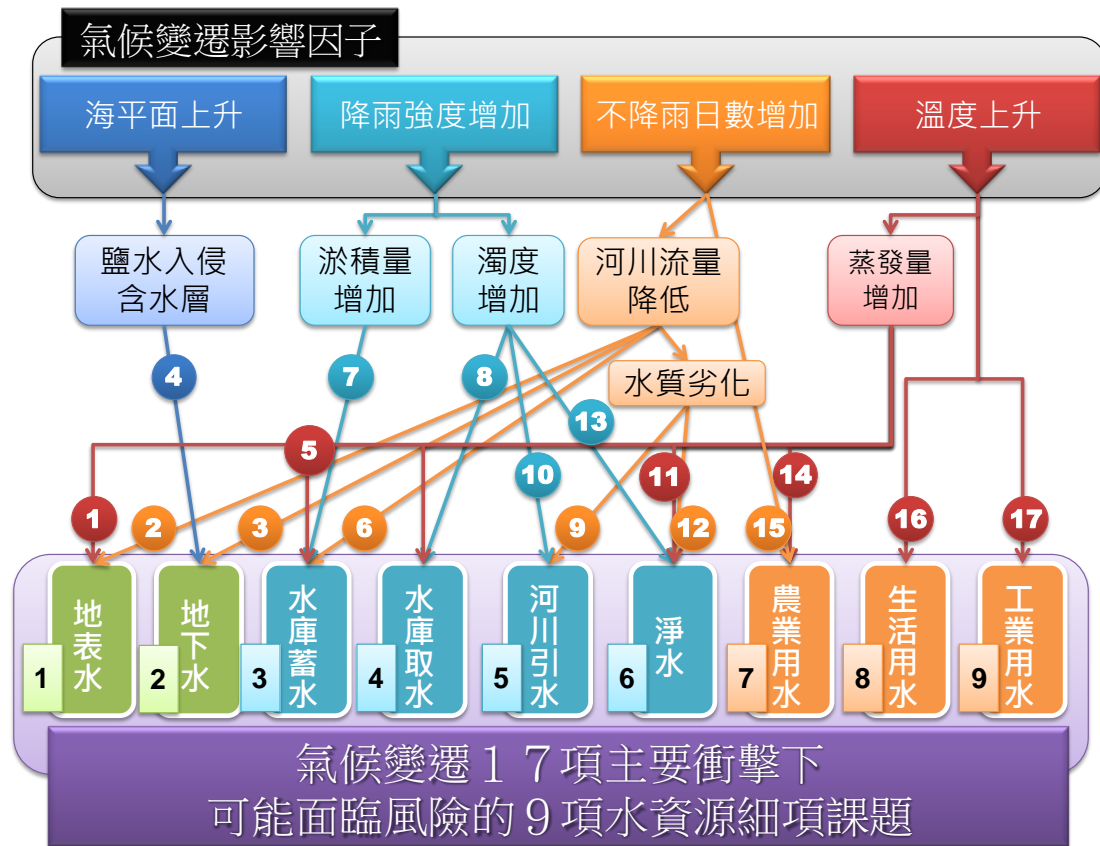 氣候變遷影響因子
海平面上升
降雨強度增加
不降雨日數增加
溫度上升
鹽水入侵
含水層
淤積量
增加
濁度
增加
河川流量
降低
蒸發量
增加
水質劣化
4
7
8
13
5
10
11
14
1
2
3
6
9
12
15
16
17
1
地表水
2
地下水
3
水庫蓄水
4
水庫取水
5
河川引水
6
淨水
7
農業用水
8
生活用水
9
工業用水
氣候變遷１７項主要衝擊下
可能面臨風險的９項水資源細項課題